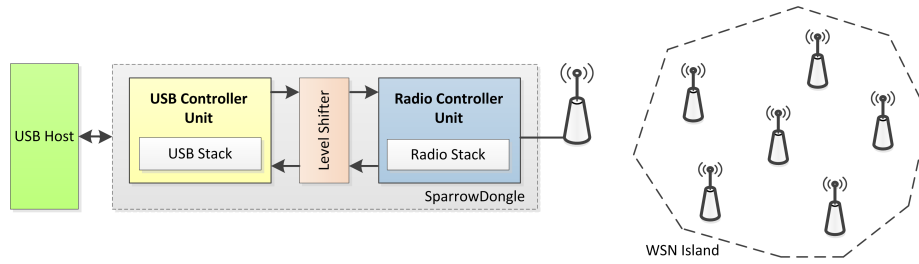 USB Host
USB Controller
Unit
USB Stack
Level Shifter
Radio Controller
Unit
Radio Stack
SparrowDongle
WSN Island